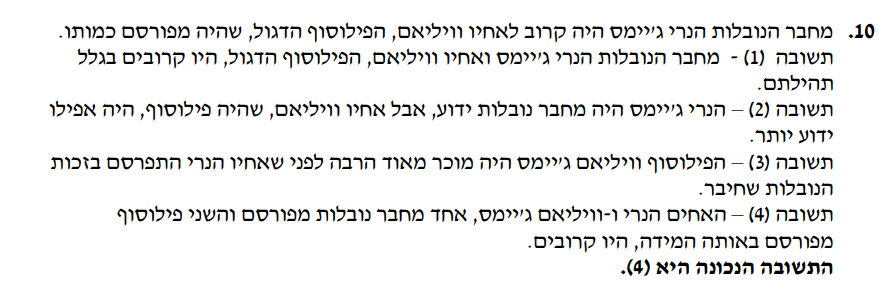 10. מחבר הנובלות הנרי ג'יימס היה קרוב לאחיו וויליאם, הפילוסוף הדגול, שהיה מפורסם כמותו.
תשובה (1) - מחבר הנובלות הנרי ג'יימס ואחיו וויליאם, הפילוסוף הדגול, היו קרובים בגלל
תהילתם.
תשובה (2) – הנרי ג'יימס היה מחבר נובלות ידוע, אבל אחיו וויליאם, שהיה פילוסוף, היה אפילו
ידוע יותר.
תשובה (3) – הפילוסוף וויליאם ג'יימס היה מוכר מאוד הרבה לפני שאחיו הנרי התפרסם בזכות
הנובלות שחיבר.
תשובה (4) – האחים הנרי ו-וויליאם ג'יימס, אחד מחבר נובלות מפורסם והשני פילוסוף
מפורסם באותה המידה, היו קרובים.
התשובה הנכונה היא (4).